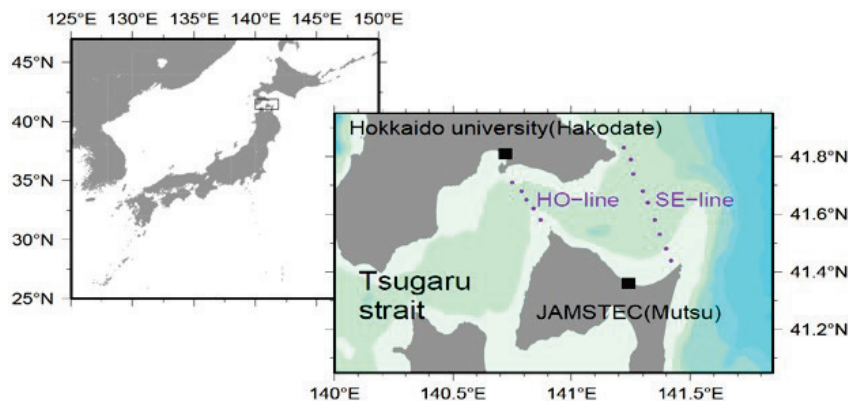 125°E 130°E 135°E 140°E 145°E 150°E
45°N
40°N
35°N
30°N
25°N
Hokkaido university(Hakodate)
HO−line
SE−line
Tsugaru
strait
JAMSTEC(Mutsu)
41.8°N
41.6°N
41.4°N
41.2°N
140°E 140.5°E 141°E 141.5°E